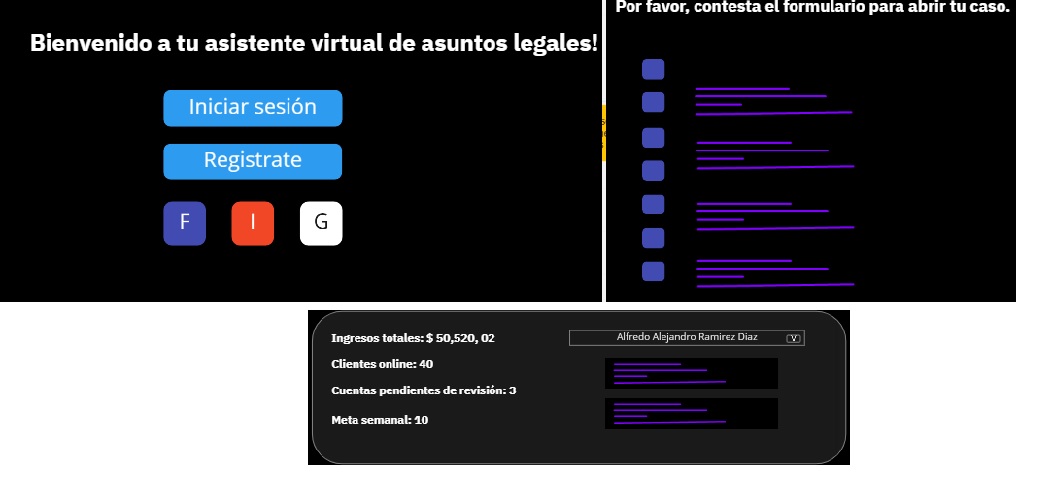 Bienvenido a tu asistente virtual de asuntos legales!
Iniciar sesión
Registrate
F
I
G
Por favor, contesta el formulario para abrir tu caso.
Ingresos totales: $ 50,520, 02
Clientes online: 40
Cuentas pendientes de revisión: 3
Meta semanal: 10
Alfredo Alejandro Ramirez Diaz
V